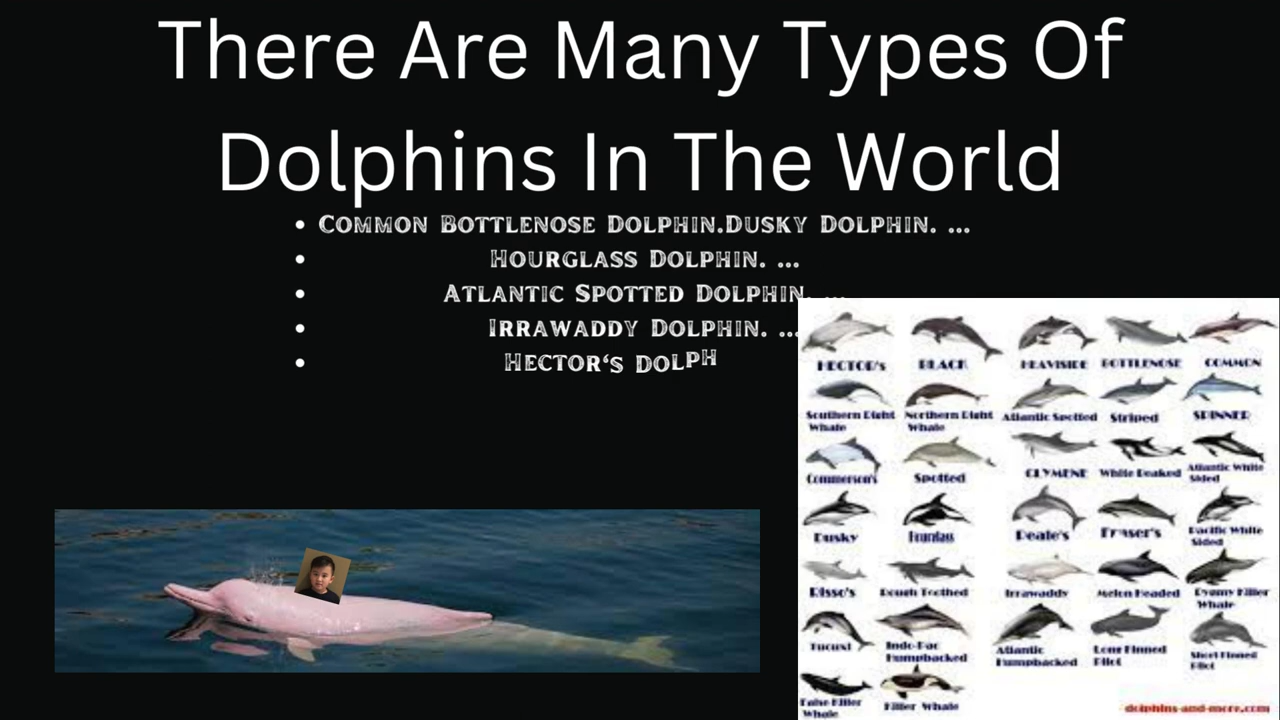 There Are Many Types Of
Dolphins In The World
• Common Bottlenose Dolphin.Dusky Dolphin. ...
• Hourglass Dolphin. ...
• Atlantic Spotted Dolphin. ...
• Irrawaddy Dolphin. ...
• Hector's Dolph
HECTOR's BLACK HEAVISIDE BOTTLENOSE COMMON
Southern Right Whale Northern Right Whale Atlantic Spotted Striped SPINNER
Commerson's Spotted CLYMENE White Beaked Atlantic White Sided
Dusky Peale's Fraser's Pacific White Sided
Risso's Rough Toothed Irrawaddy Melon Headed Pygmy Killer Whale
Tucuxi Indo-Pac Humpbacked Atlantic Humpbacked Long Finned Pilot Short Finned Pilot
False Killer Whale Killer Whale
dolphins-and-more.com